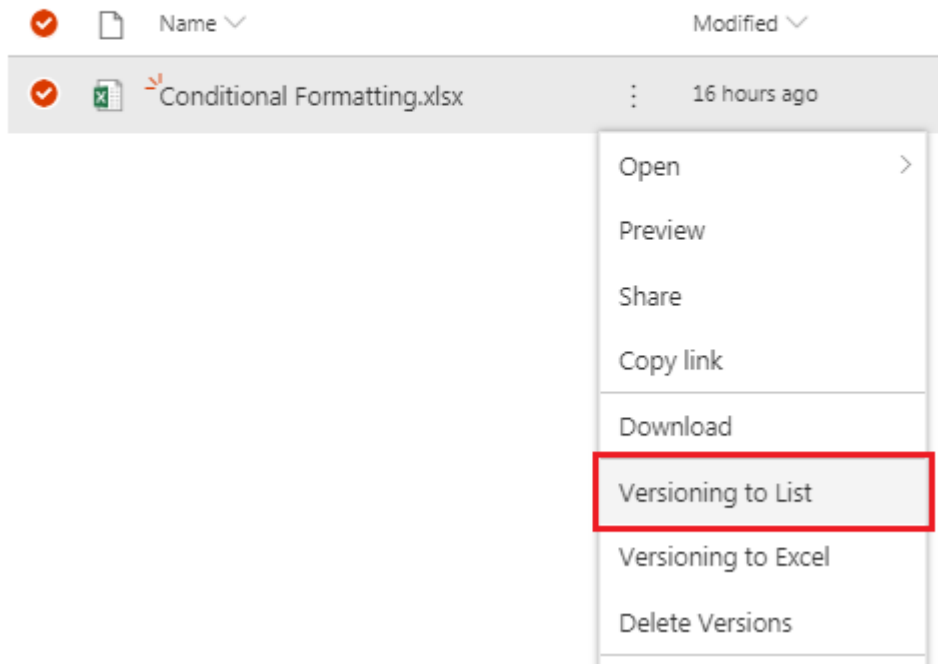 Name Modified
Conditional Formatting.xlsx 16 hours ago
Open
Preview
Share
Copy link
Download
Versioning to List
Versioning to Excel
Delete Versions